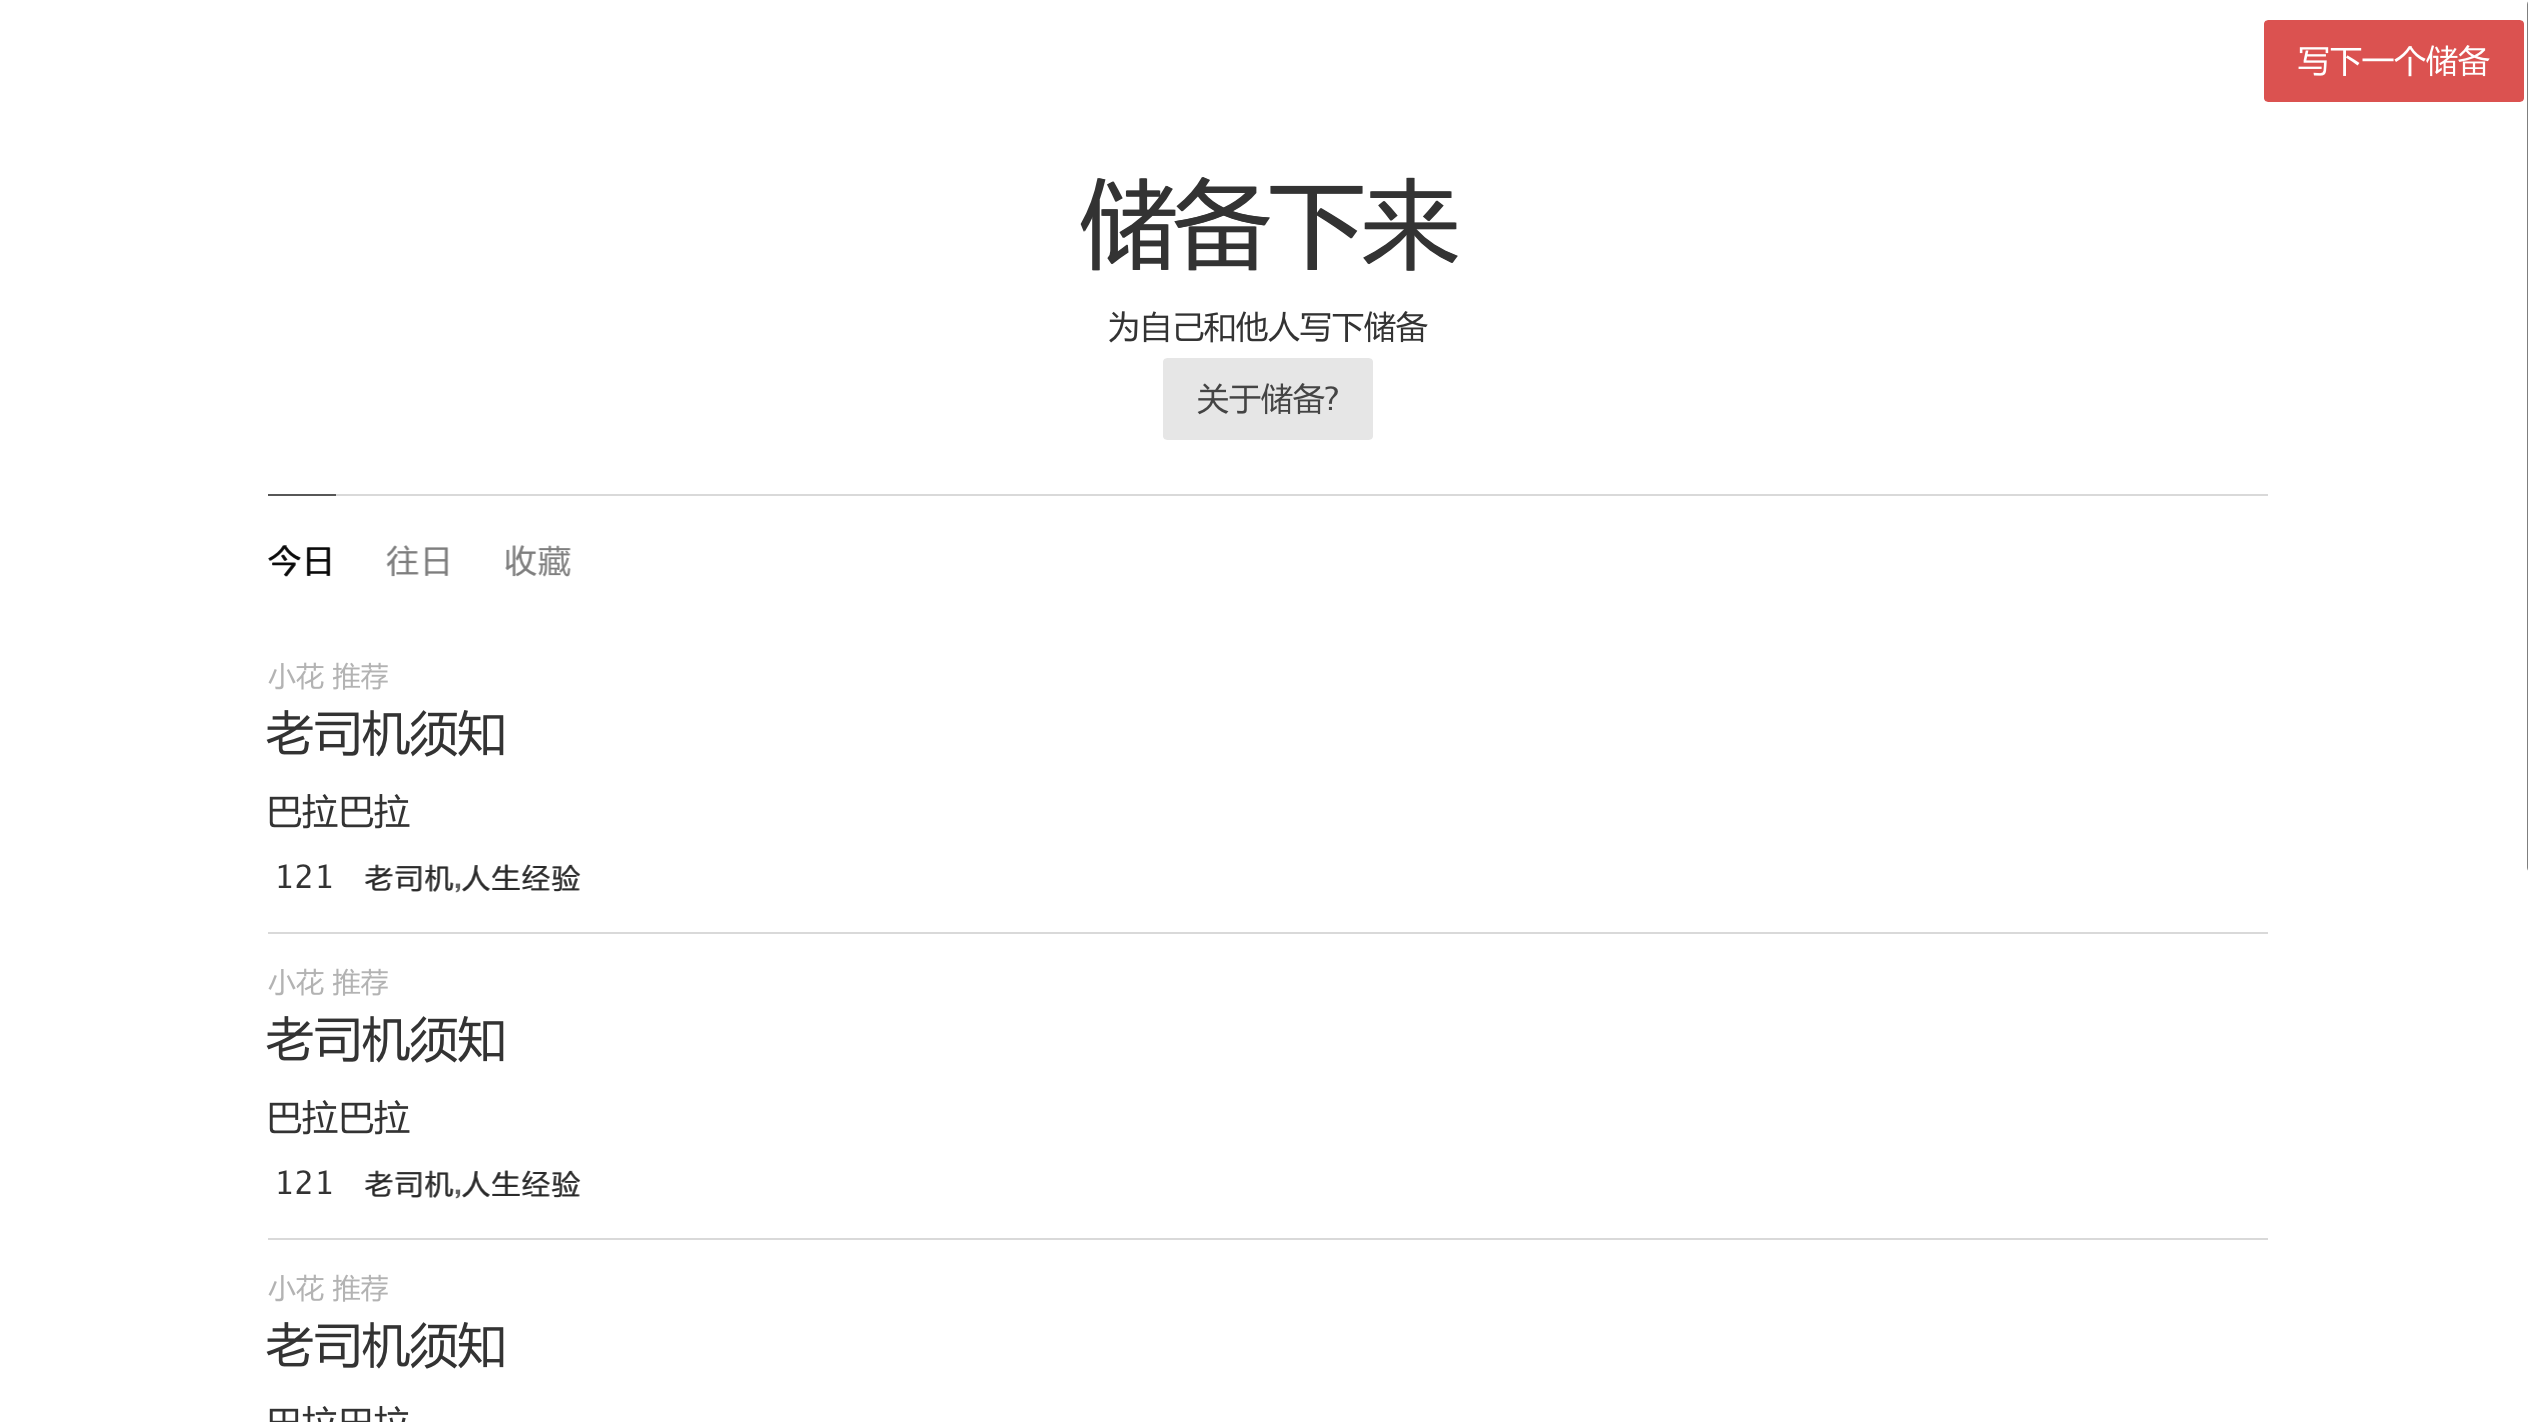 写下一个储备
储备下来
为自己和他人写下储备
关于储备?
今日 往日 收藏
小花 推荐
老司机须知
巴拉巴拉
121 老司机,人生经验
小花 推荐
老司机须知
巴拉巴拉
121 老司机,人生经验
小花 推荐
老司机须知
巴拉巴拉